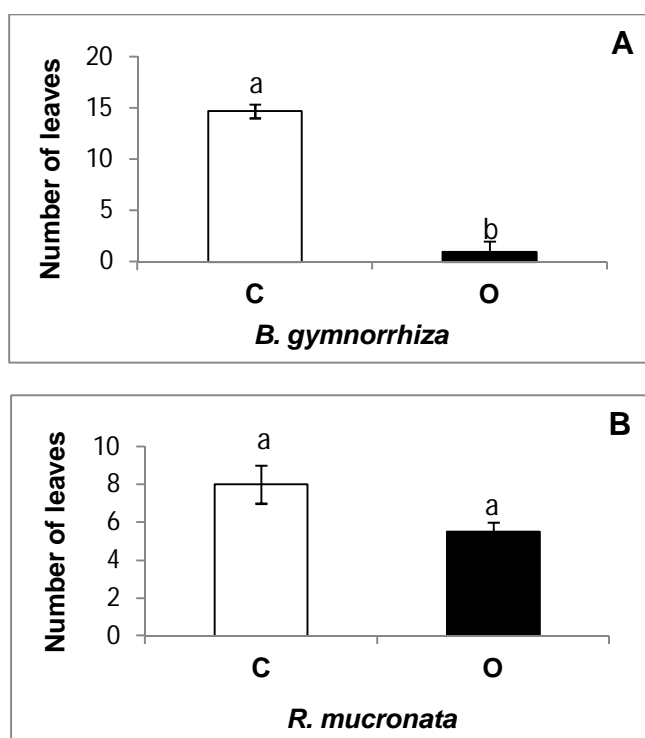 A
Number of leaves
20
15
10
5
0
a
b
C O
B. gymnorrhiza
B
Number of leaves
10
8
6
4
2
0
a
a
C O
R. mucronata